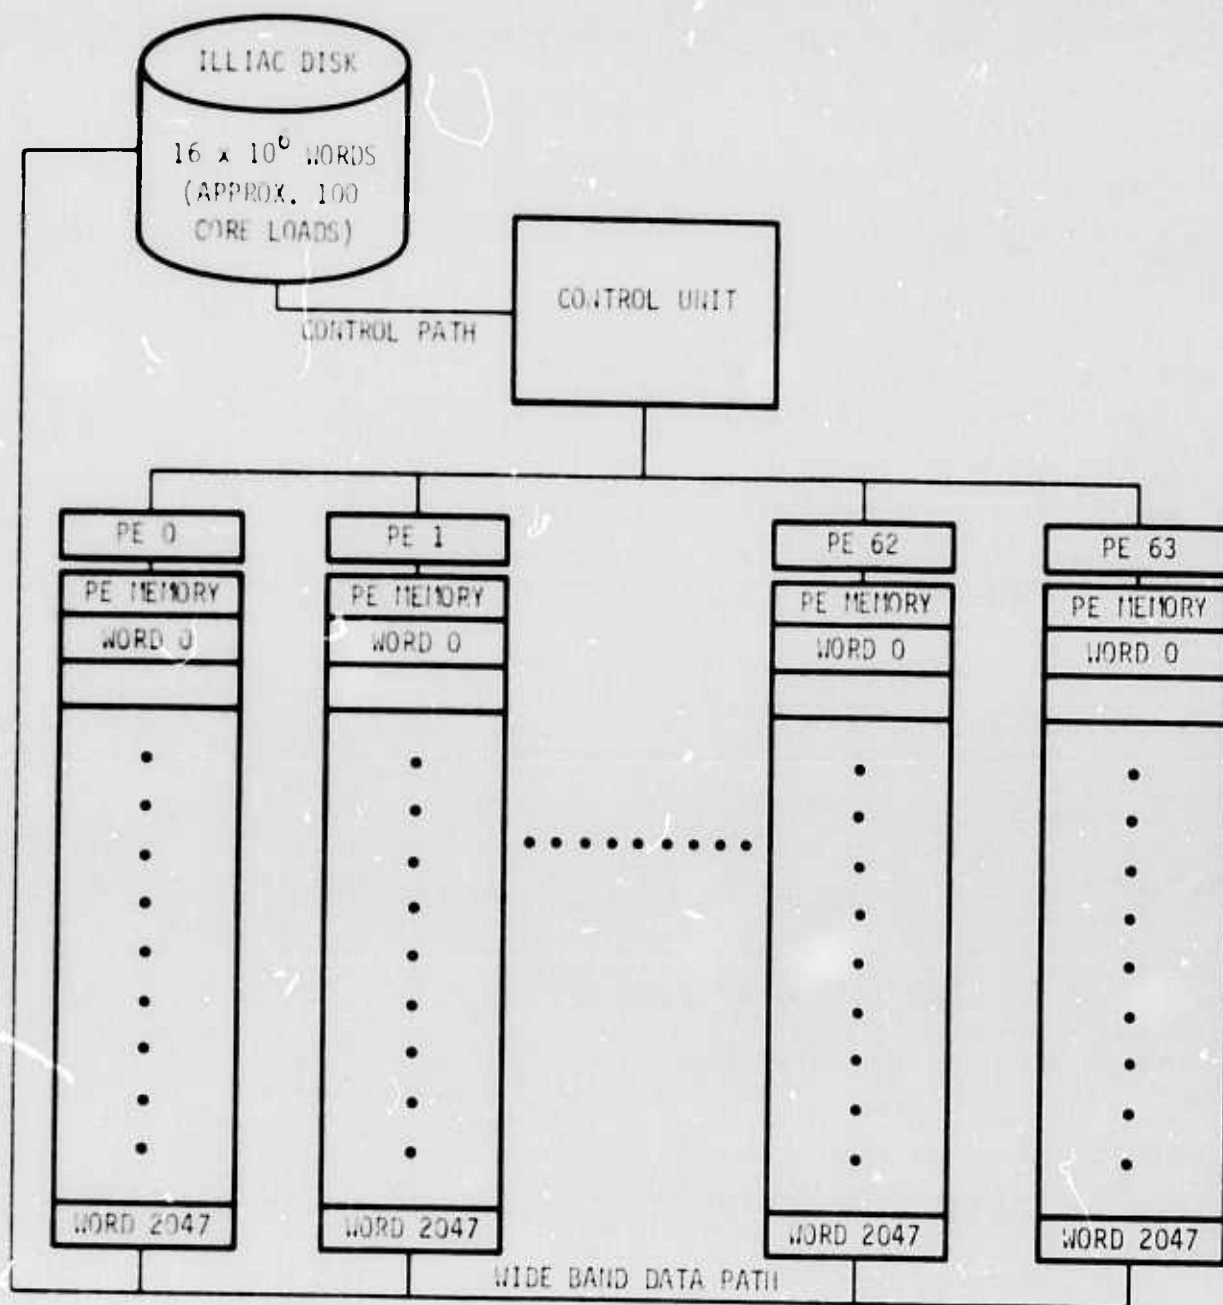 ILLIAC DISK
16 x 10⁶ WORDS
(APPROX. 100
CORE LOADS)
CONTROL UNIT
CONTROL PATH
PE 0
PE 1
PE 62
PE 63
PE MEMORY
PE MEMORY
PE MEMORY
PE MEMORY
WORD 0
WORD 0
WORD 0
WORD 0
WORD 2047
WORD 2047
WORD 2047
WORD 2047
WIDE BAND DATA PATH